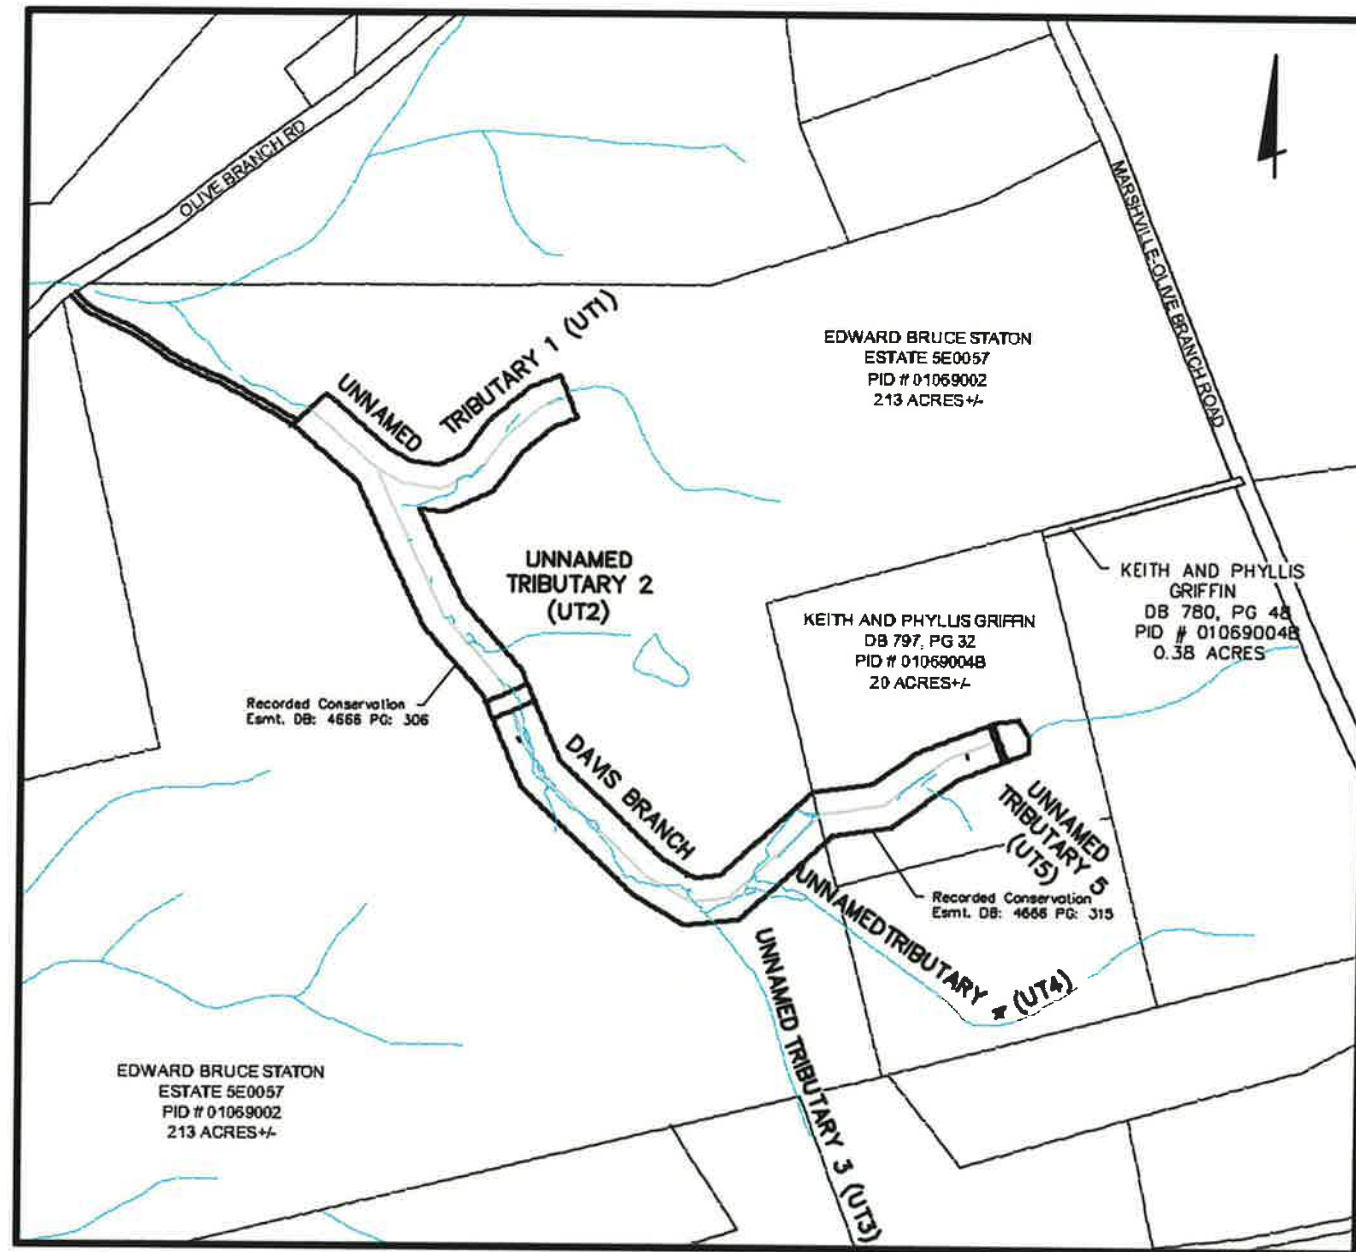 OLIVE BRANCH RD
MARSHVILLE-OLIVE BRANCH ROAD
UNNAMED TRIBUTARY 1 (UT1)
EDWARD BRUCE STATON
ESTATE 5E0057
PID # 01069002
213 ACRES+/-
UNNAMED
TRIBUTARY 2
(UT2)
KEITH AND PHYLLIS
GRIFFIN
DB 780, PG 48
PID # 01069004B
0.38 ACRES
KEITH AND PHYLLIS GRIFFIN
DB 797, PG 32
PID # 01069004B
20 ACRES+/-
Recorded Conservation
Esmt. DB: 4666 PG: 306
DAVIS BRANCH
UNNAMED
TRIBUTARY 5
(UT5)
Recorded Conservation
Esmt. DB: 4666 PG: 315
UNNAMED TRIBUTARY (UT4)
UNNAMED TRIBUTARY 3 (UT3)
EDWARD BRUCE STATON
ESTATE 5E0057
PID # 01069002
213 ACRES+/-